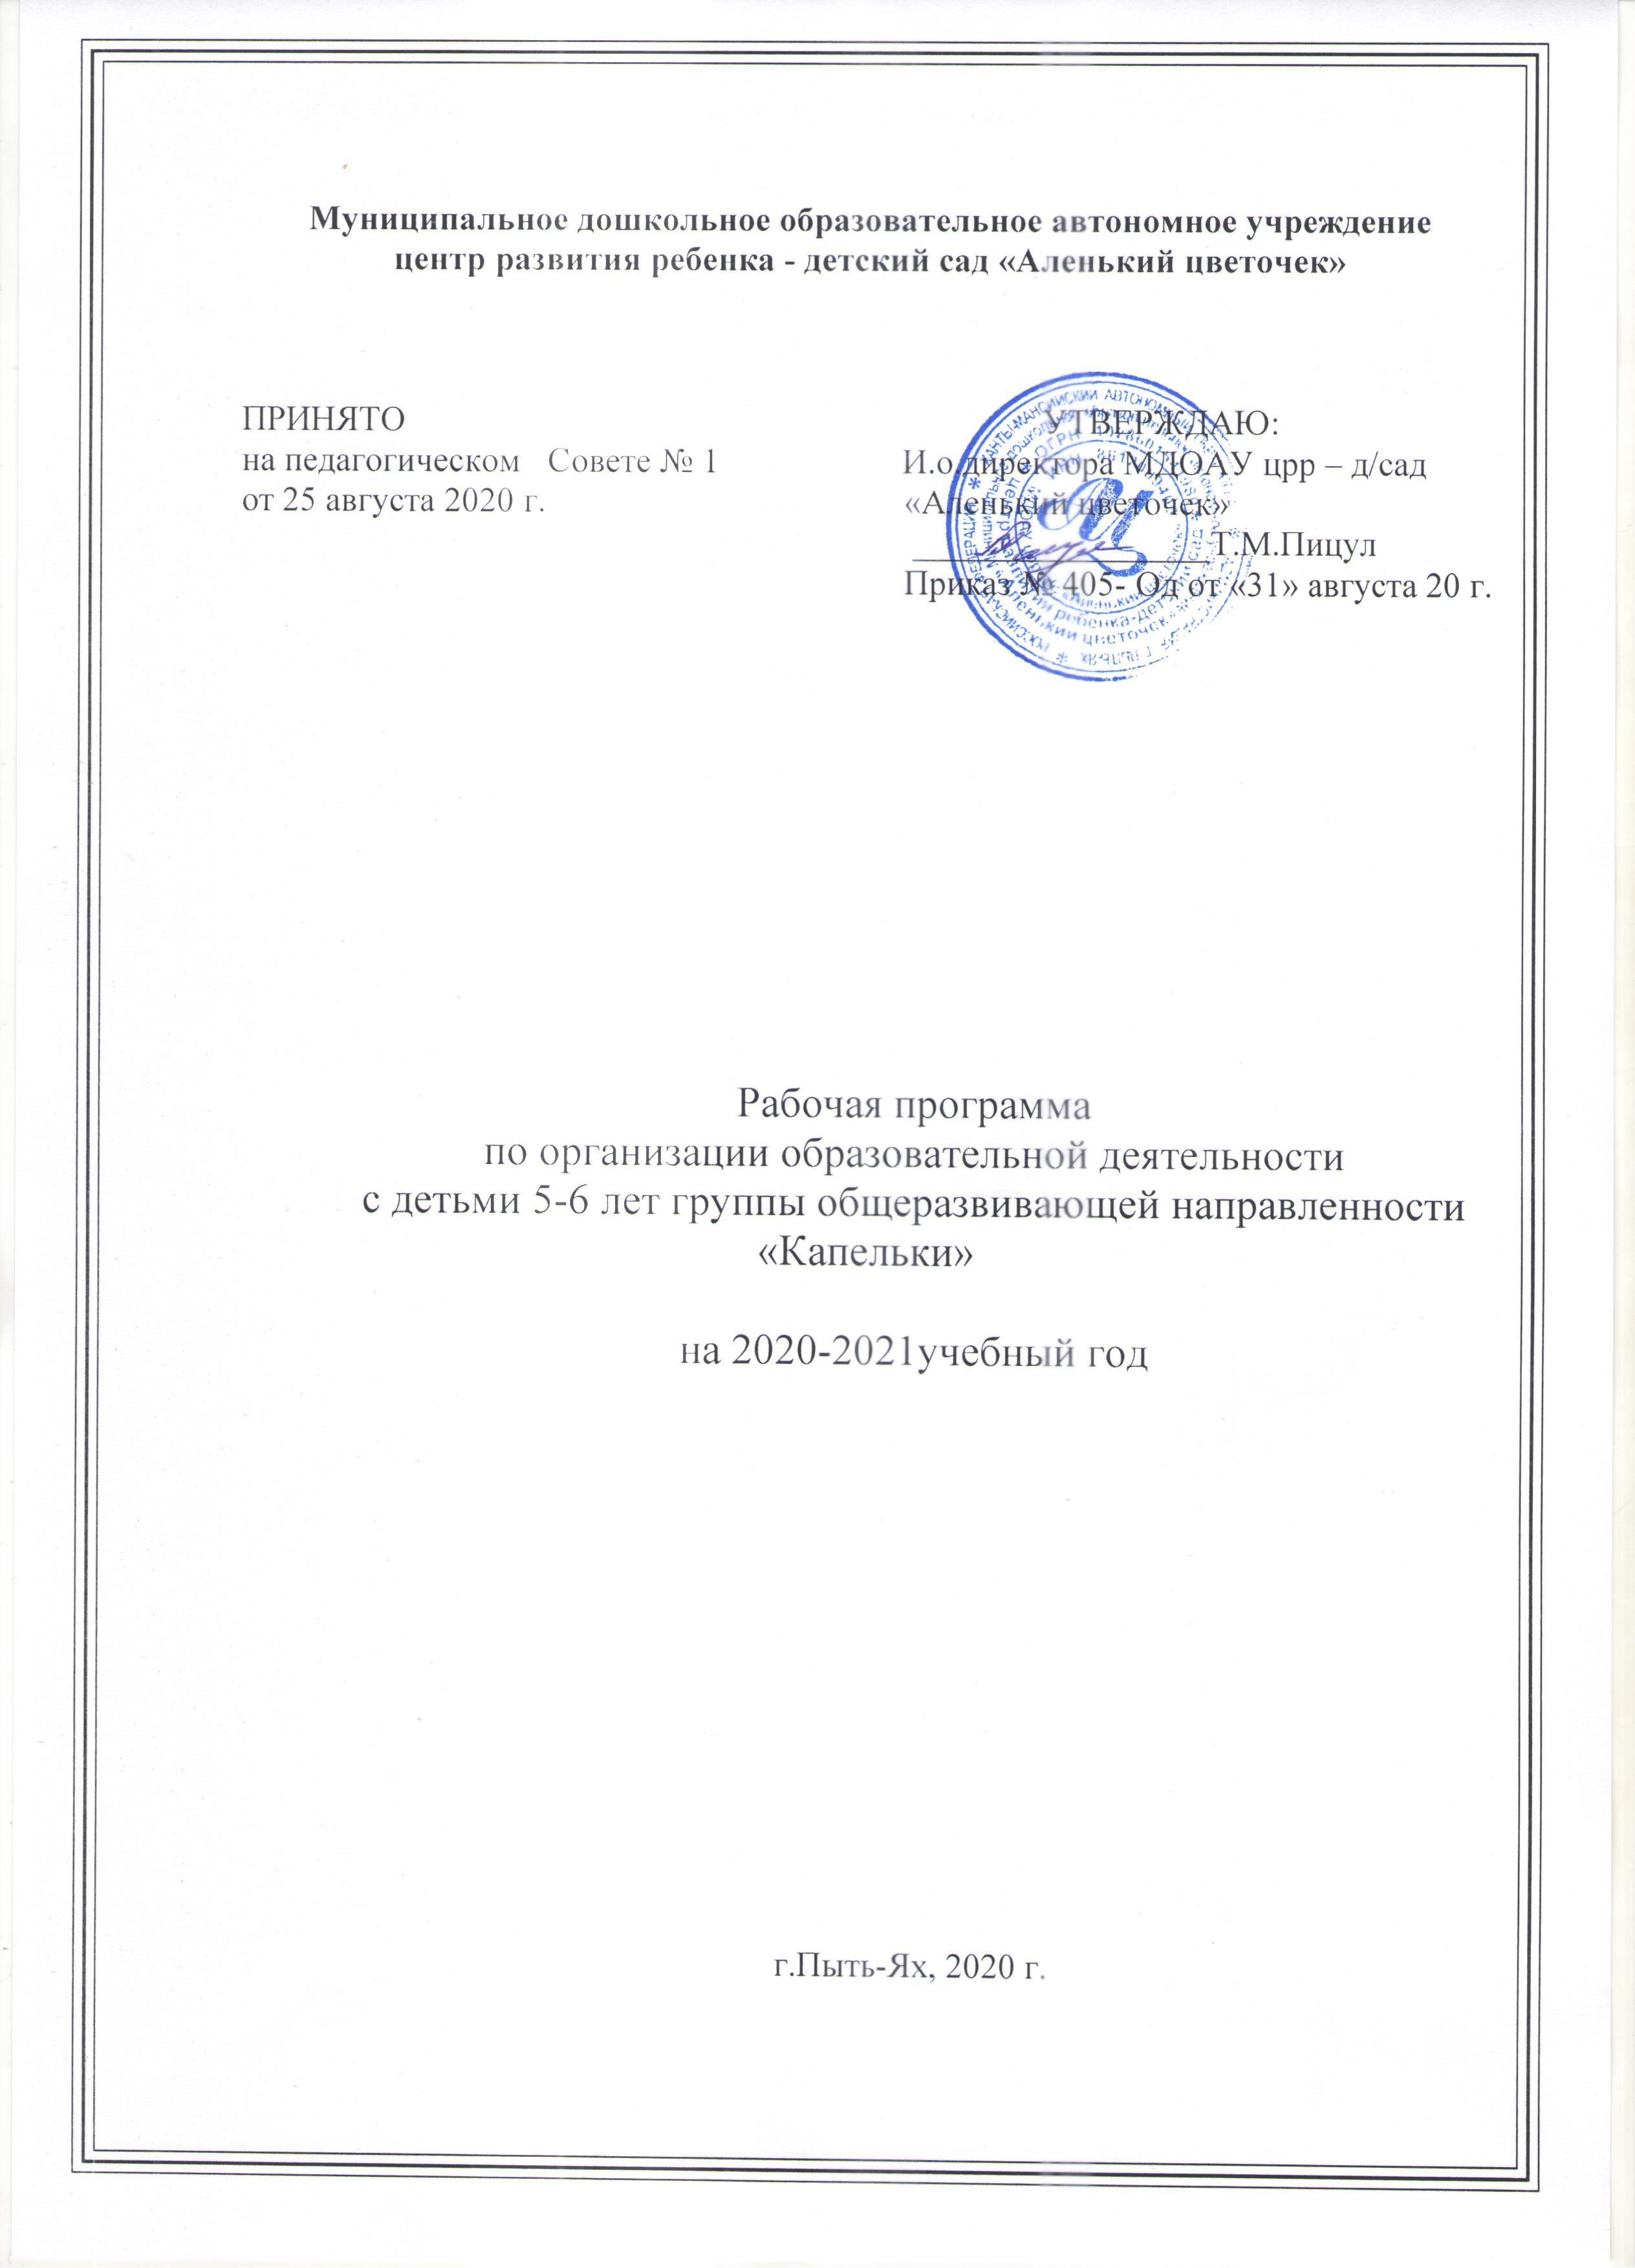 Муниципальное дошкольное образовательное автономное учреждение
центр развития ребенка - детский сад «Аленький цветочек»
ПРИНЯТО
на педагогическом Совете № 1
от 25 августа 2020 г.
УТВЕРЖДАЮ:
И.о.директора МДОАУ црр – д/сад
«Аленький цветочек»
Т.М.Пицул
Приказ № 405- Од от «31» августа 20 г.
Рабочая программа
по организации образовательной деятельности
с детьми 5-6 лет группы общеразвивающей направленности
«Капельки»
на 2020-2021учебный год
г.Пыть-Ях, 2020 г.